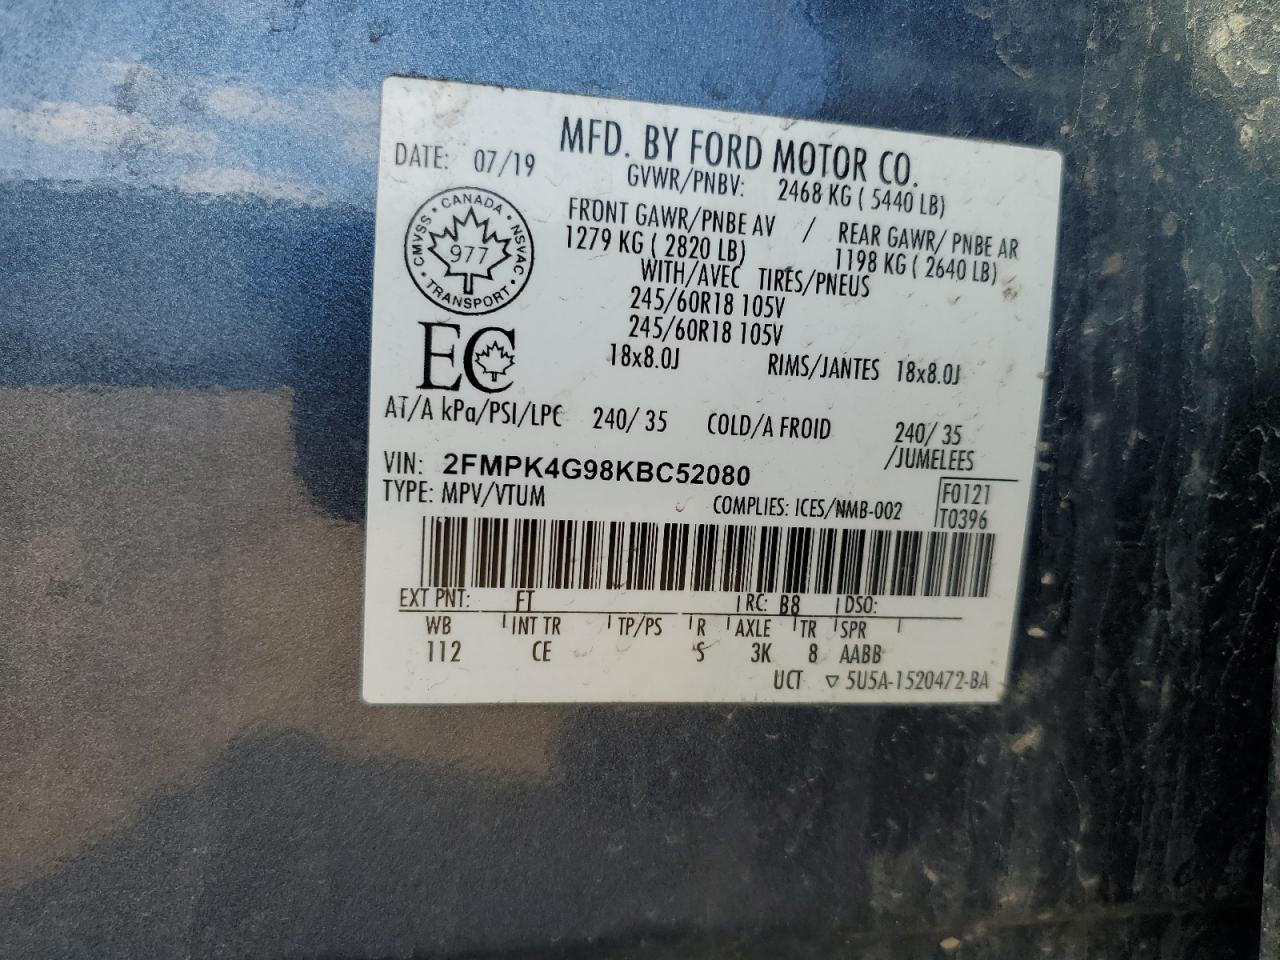 MFD. BY FORD MOTOR CO.
DATE: 07/19
GVWR/PNBV: 2468 KG ( 5440 LB)
FRONT GAWR/PNBE AV / REAR GAWR/ PNBE AR
1279 KG ( 2820 LB) 1198 KG ( 2640 LB)
WITH/AVEC TIRES/PNEUS
245/60R18 105V
245/60R18 105V
18x8.0J RIMS/JANTES 18x8.0J
CMVSS • CANADA • NSVAC • TRANSPORT •
977
EC
AT/A kPa/PSI/LPC 240/ 35 COLD/A FROID 240/ 35
/JUMELEES
VIN: 2FMPK4G98KBC52080
TYPE: MPV/VTUM
COMPLIES: ICES/NMB-002
F0121
T0396
EXT PNT: FT RC: B8 DSO:
WB INT TR TP/PS R AXLE TR SPR
112 CE S 3K 8 AABB
UCT ▽ 5U5A-1520472-BA